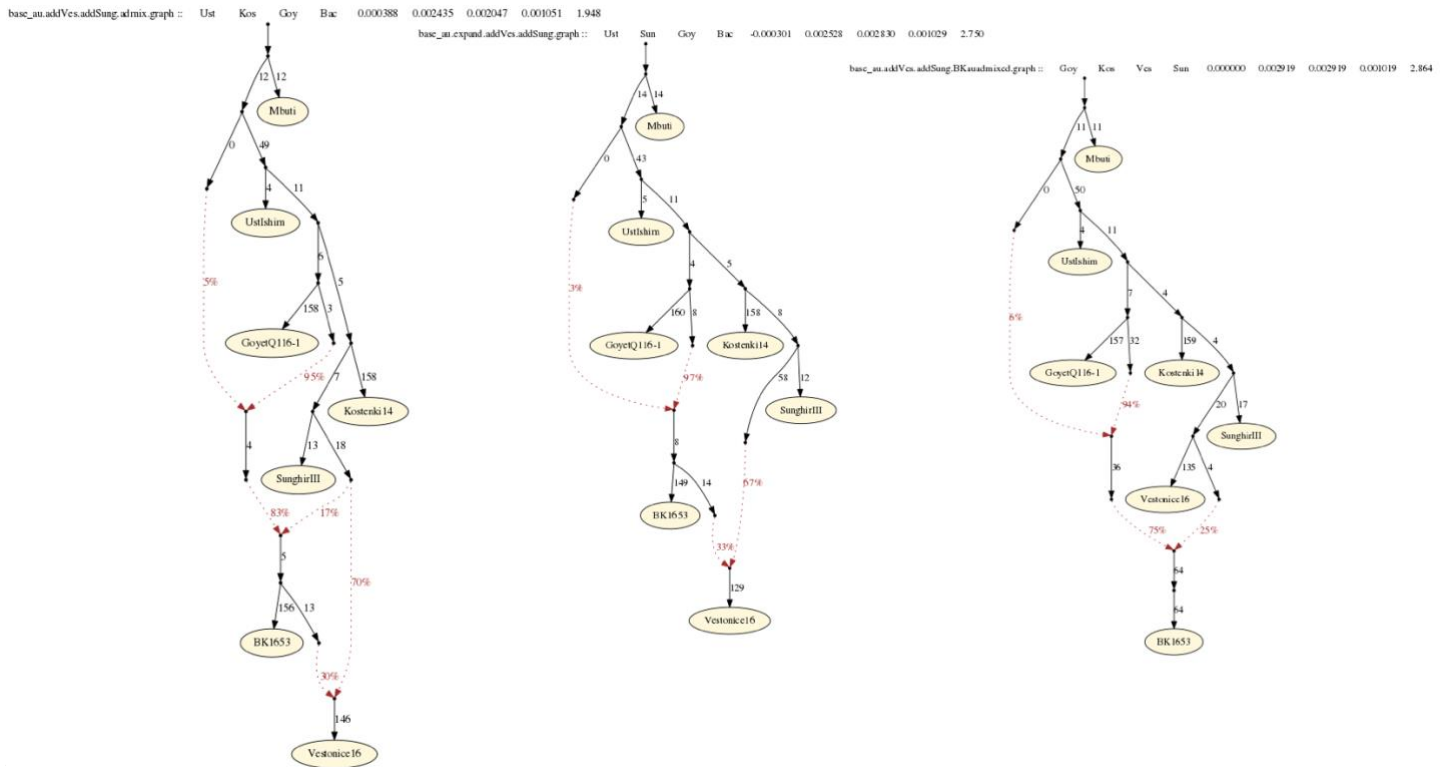 base_au.addVes.addSung.admix.graph :: Ust Kos Goy Bac 0.000388 0.002435 0.002047 0.001051 1.948
12 12
Mbuti
0 49
4 11
UstIshim
6
5% 5
158 3
GoyetQ116-1
95% 7 158
Kostenki14
4 13 18
SunghirIII
83% 17%
5
70%
156 13
BK1653
30%
146
Vestonice16
base_au.expand.addVes.addSung.graph :: Ust Sun Goy Bac -0.000301 0.002528 0.002830 0.001029 2.750
14 14
Mbuti
0 43
5 11
UstIshim
4 5
3%
160 8 158 8
GoyetQ116-1 Kostenki14
97% 58 12
SunghirIII
8
149 14 67%
BK1653
33%
129
Vestonice16
base_au.addVes.addSung.BKauadmixed.graph :: Goy Kos Ves Sun 0.000000 0.002919 0.002919 0.001019 2.864
11 11
Mbuti
0 50
4 11
UstIshim
7 4
6%
157 32 159 4
GoyetQ116-1 Kostenki14
94% 20 17
SunghirIII
36 135 4
Vestonice16
75% 25%
64
64
BK1653